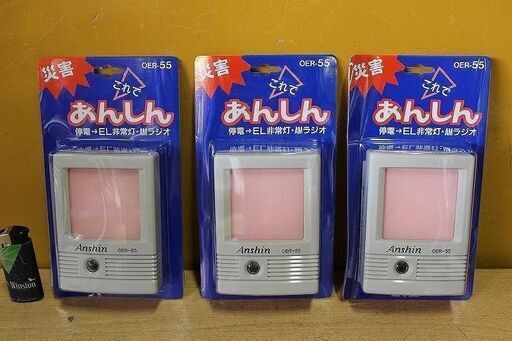 災害
OER-55
これで
あんしん
停電→EL非常灯・AMラジオ
Anshin OER-55
災害
OER-55
これで
あんしん
停電→EL非常灯・AMラジオ
Anshin OER-55
災害
OER-55
これで
あんしん
停電→EL非常灯・AMラジオ
Anshin OER-55
Winston